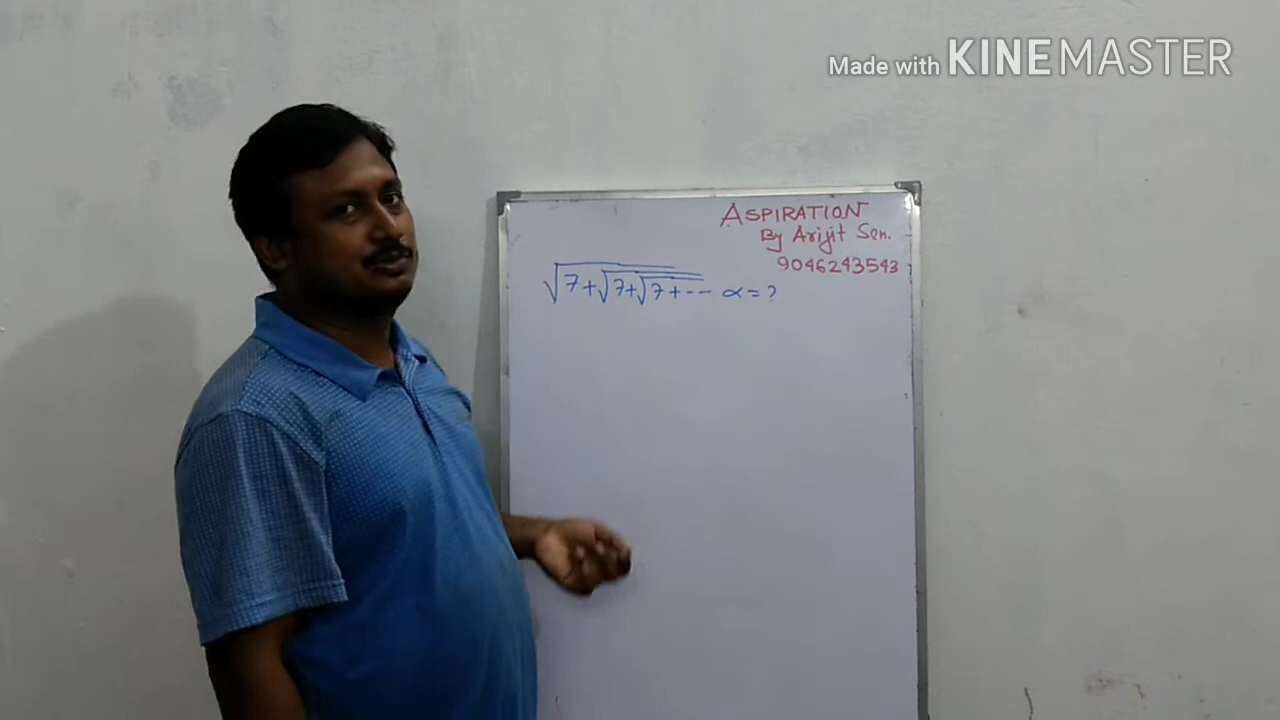 Made with KINEMASTER
ASPIRATION
By Arijit Sen.
9046243543
√7+√7+√7+--- ∝=?